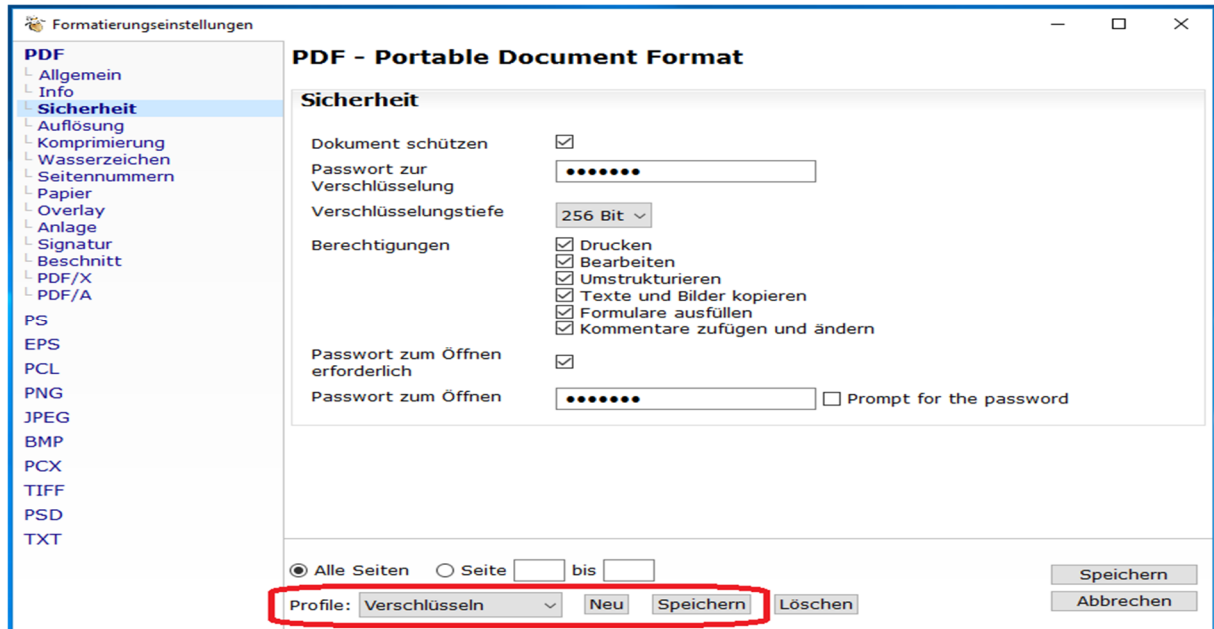 Formatierungseinstellungen
PDF
Allgemein
Info
Sicherheit
Auflösung
Komprimierung
Wasserzeichen
Seitennummern
Papier
Overlay
Anlage
Signatur
Beschnitt
PDF/X
PDF/A
PS
EPS
PCL
PNG
JPEG
BMP
PCX
TIFF
PSD
TXT
PDF - Portable Document Format
Sicherheit
Dokument schützen
Passwort zur
Verschlüsselung
Verschlüsselungstiefe
256 Bit
Berechtigungen
Drucken
Bearbeiten
Umstrukturieren
Texte und Bilder kopieren
Formulare ausfüllen
Kommentare zufügen und ändern
Passwort zum Öffnen
erforderlich
Passwort zum Öffnen
Prompt for the password
Alle Seiten Seite bis
Profile: Verschlüsseln Neu Speichern Löschen
Speichern
Abbrechen